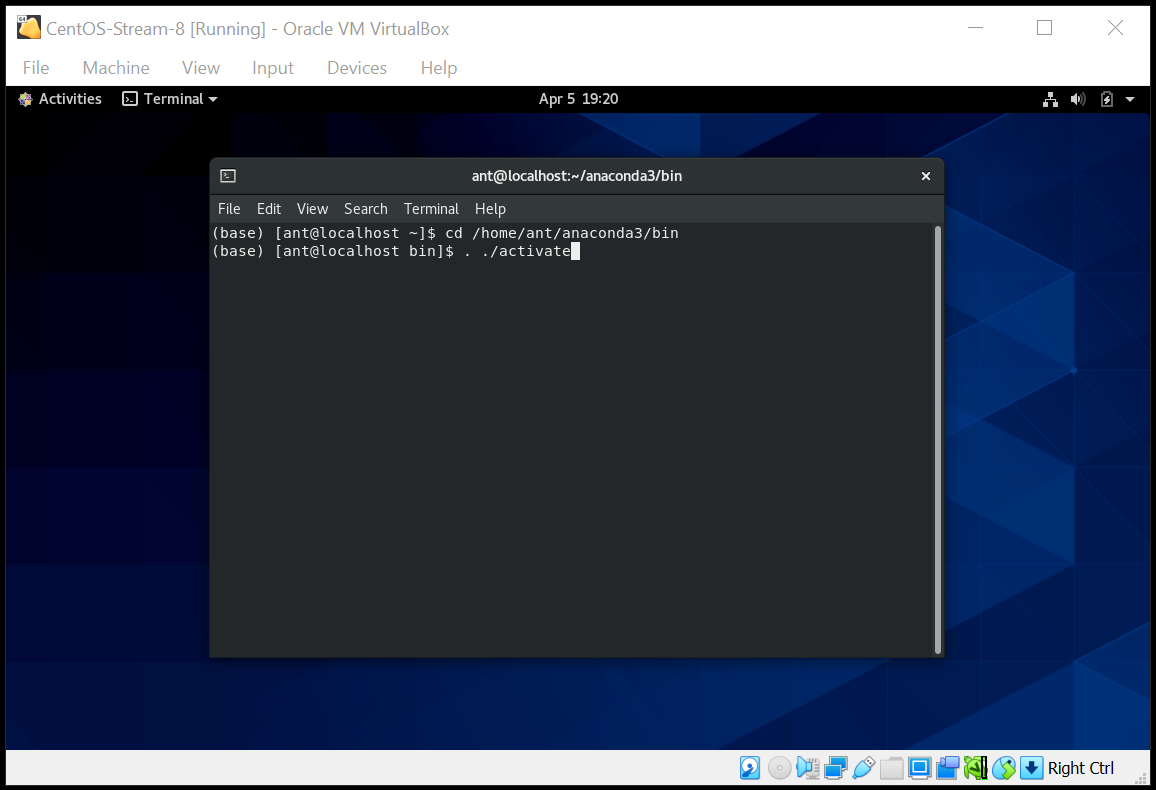 CentOS-Stream-8 [Running] - Oracle VM VirtualBox
File Machine View Input Devices Help
Activities Terminal Apr 5 19:20
ant@localhost:~/anaconda3/bin
File Edit View Search Terminal Help
(base) [ant@localhost ~]$ cd /home/ant/anaconda3/bin
(base) [ant@localhost bin]$ . ./activate
Right Ctrl